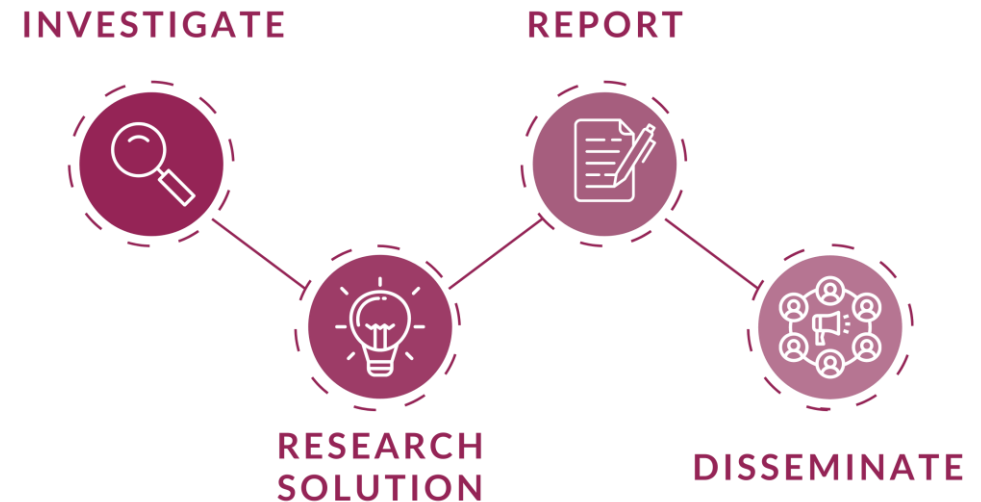 INVESTIGATE
REPORT
RESEARCH
SOLUTION
DISSEMINATE